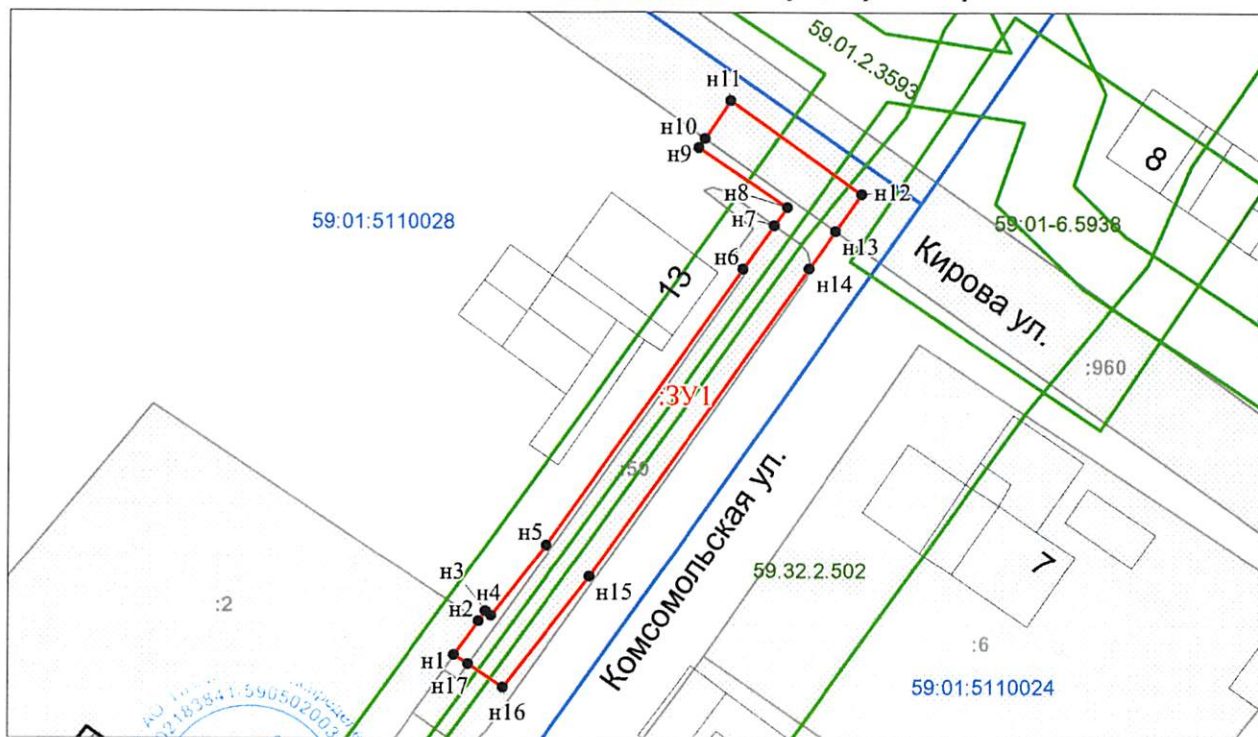 59.01.2.3593
н11
н10
н9
8
н8
н12
59:01:5110028
н7
59:01-6.5938
н13
н6
Кирова ул.
н14
13
:960
:ЗУ1
:50
Комсомольская ул.
н5
7
59.32.2.502
н15
н3
н4
:2
н2
:6
н1
59:01:5110024
н17
н16